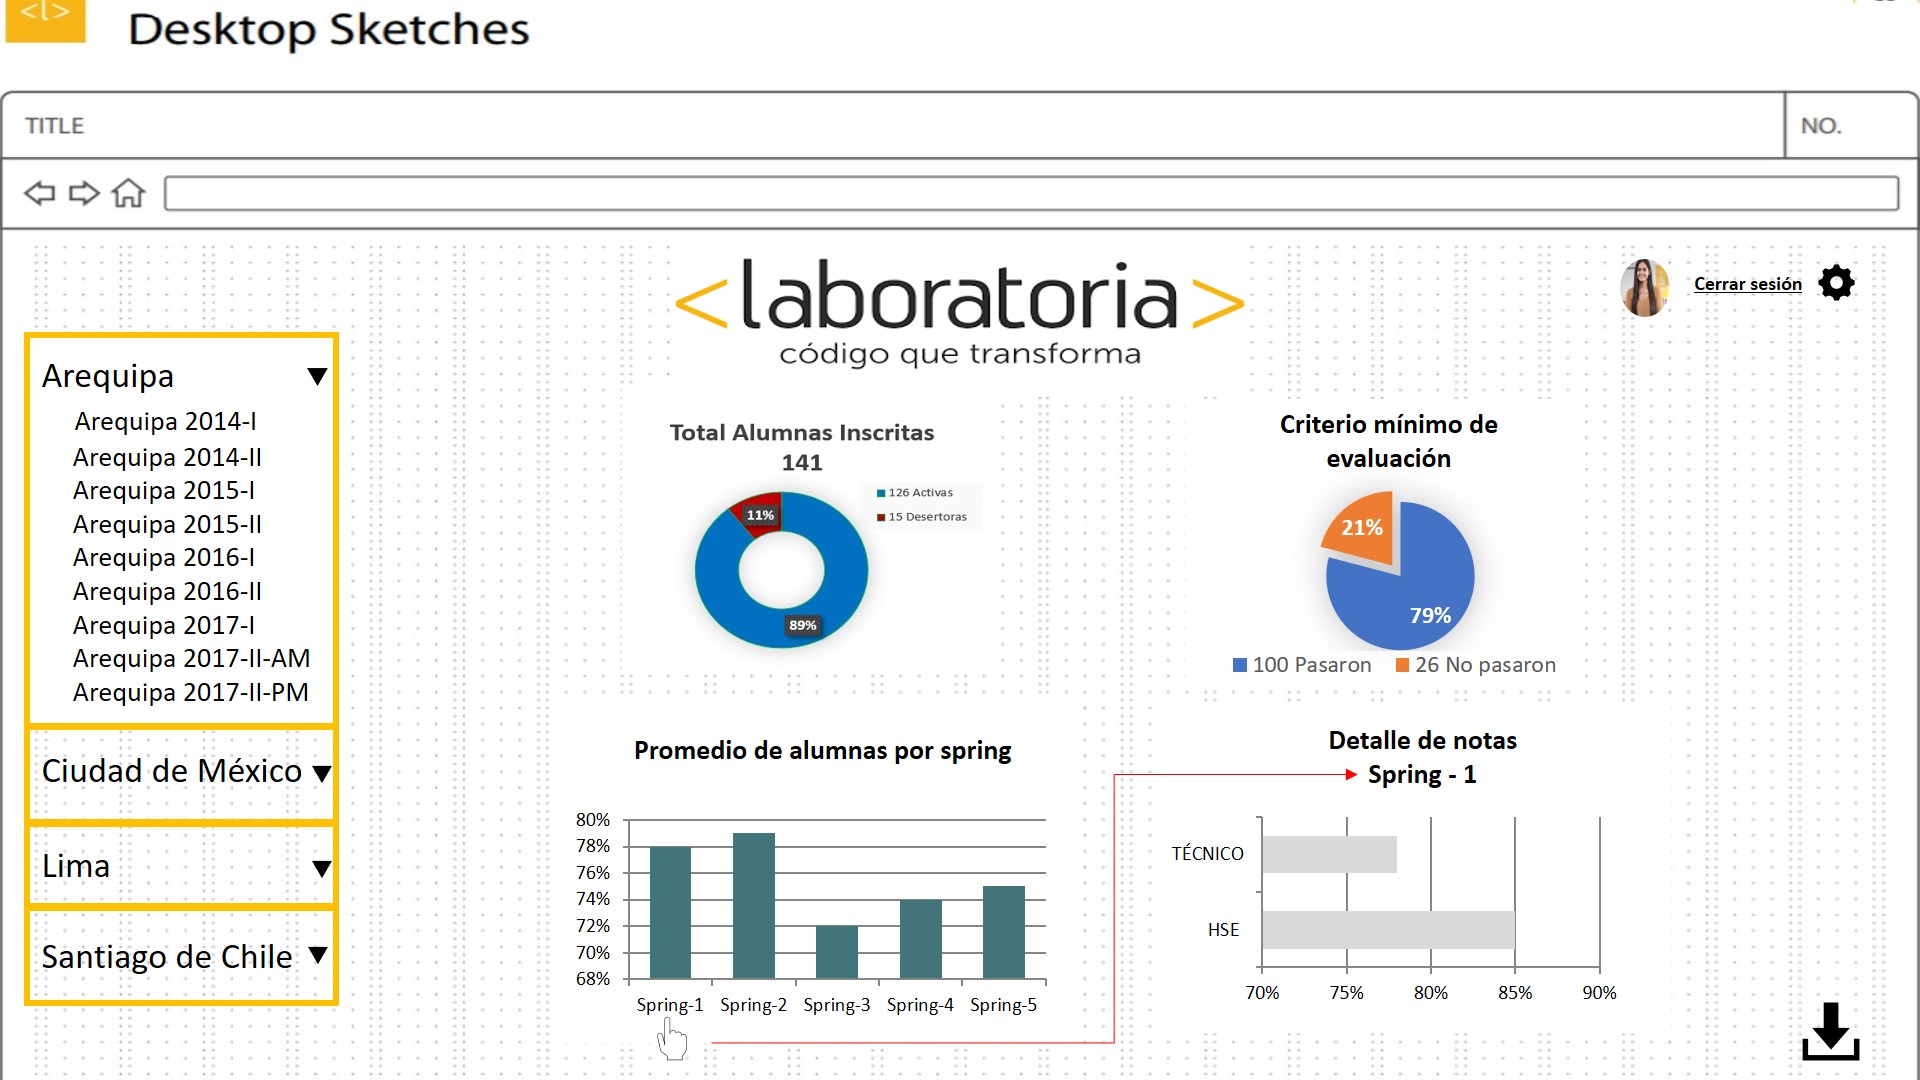 <l>
Desktop Sketches
TITLE
NO.
<laboratoria>
código que transforma
Cerrar sesión
Arequipa
Arequipa 2014-I
Arequipa 2014-II
Arequipa 2015-I
Arequipa 2015-II
Arequipa 2016-I
Arequipa 2016-II
Arequipa 2017-I
Arequipa 2017-II-AM
Arequipa 2017-II-PM
Ciudad de México
Lima
Santiago de Chile
Total Alumnas Inscritas
141
126 Activas
15 Desertoras
11%
89%
Criterio mínimo de
evaluación
21%
79%
100 Pasaron 26 No pasaron
Promedio de alumnas por spring
80%
78%
76%
74%
72%
70%
68%
Spring-1 Spring-2 Spring-3 Spring-4 Spring-5
Detalle de notas
Spring - 1
TÉCNICO
HSE
70% 75% 80% 85% 90%